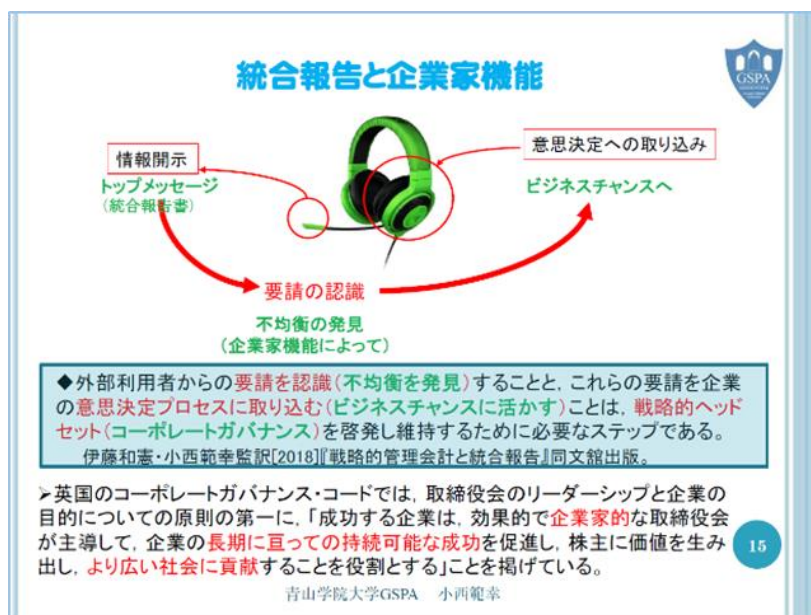 統合報告と企業家機能
GSPA
情報開示
トップメッセージ
(統合報告書)
意思決定への取り込み
ビジネスチャンスへ
要請の認識
不均衡の発見
(企業家機能によって)
◆外部利用者からの要請を認識(不均衡を発見)することと，これらの要請を企業
の意思決定プロセスに取り込む(ビジネスチャンスに活かす)ことは，戦略的ヘッド
セット(コーポレートガバナンス)を啓発し維持するために必要なステップである。
伊藤和憲・小西範幸監訳[2018]『戦略的管理会計と統合報告』同文舘出版。
➢英国のコーポレートガバナンス・コードでは，取締役会のリーダーシップと企業の
目的についての原則の第一に，「成功する企業は，効果的で企業家的な取締役会
が主導して，企業の長期に亘っての持続可能な成功を促進し，株主に価値を生み
出し，より広い社会に貢献することを役割とする」ことを掲げている。
15
青山学院大学GSPA 小西範幸